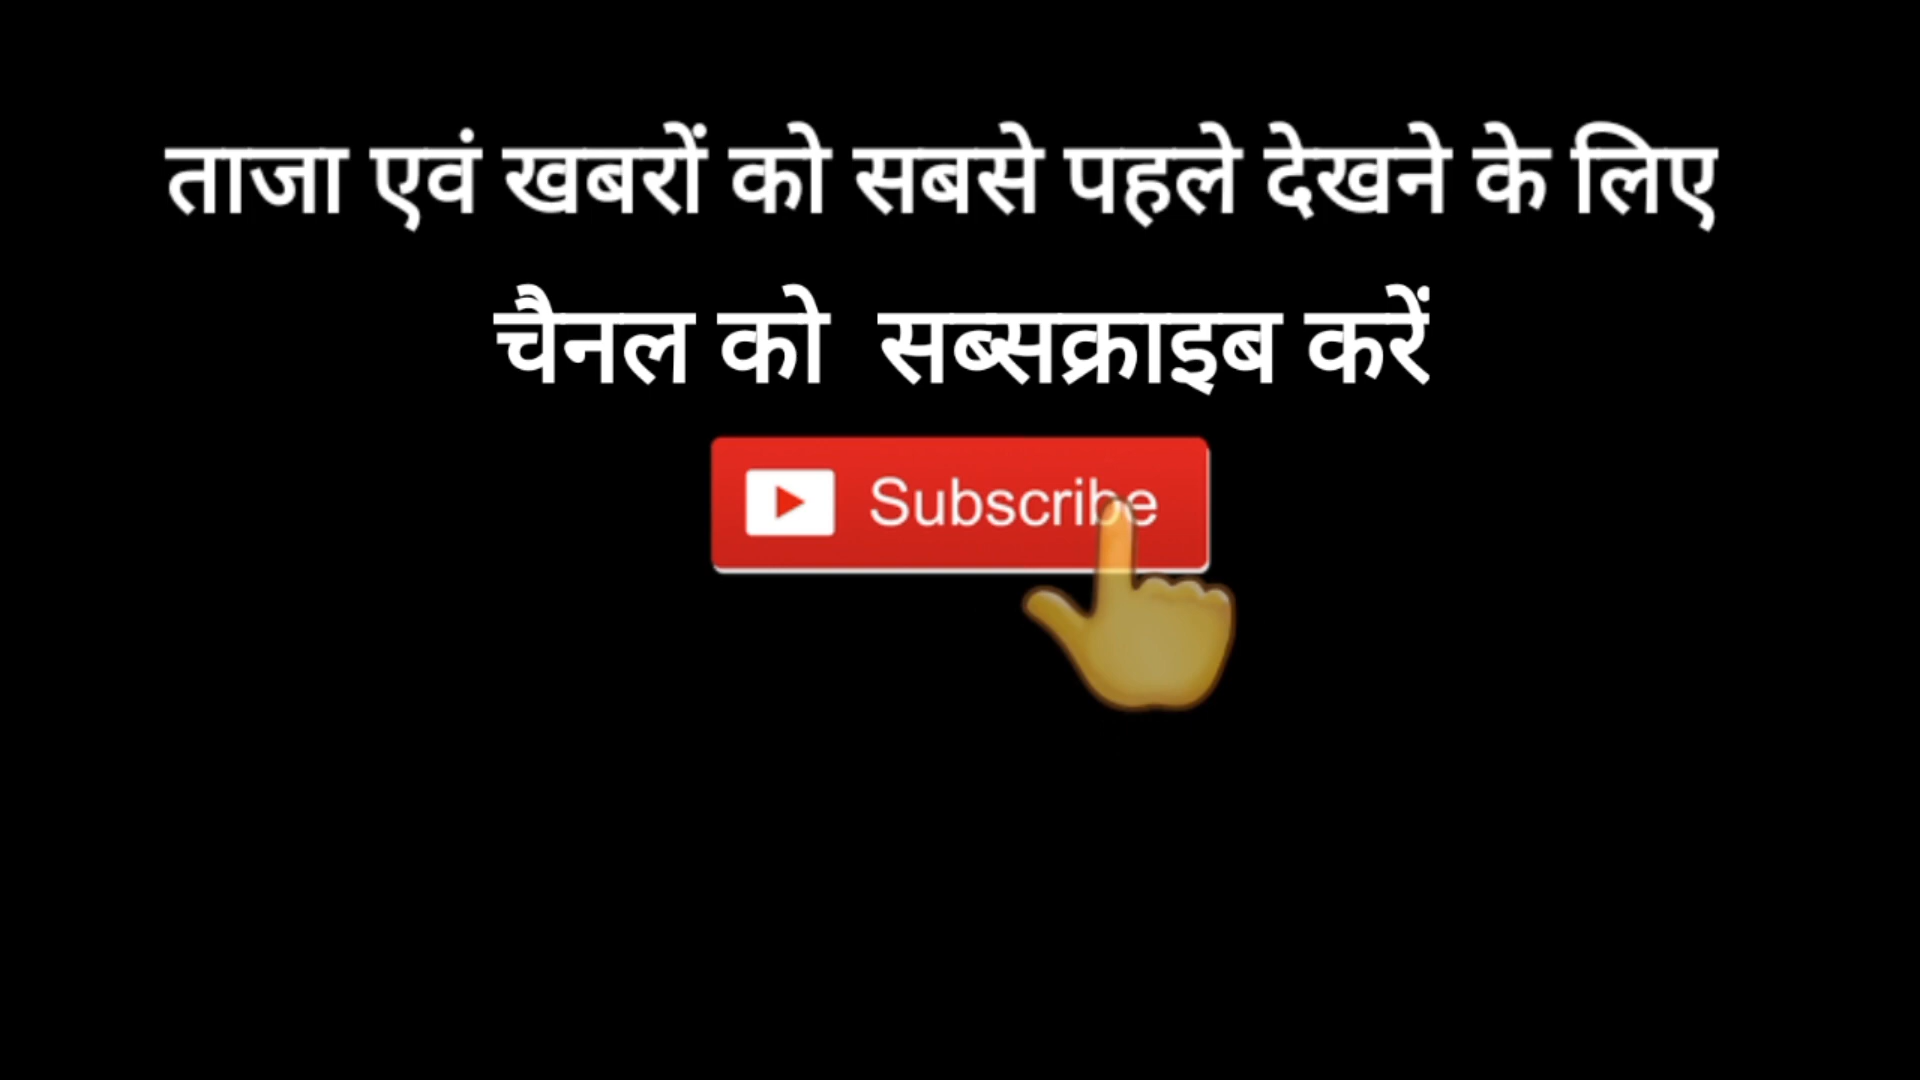 ताजा एवं खबरों को सबसे पहले देखने के लिए
चैनल को सब्सक्राइब करें
Subscribe